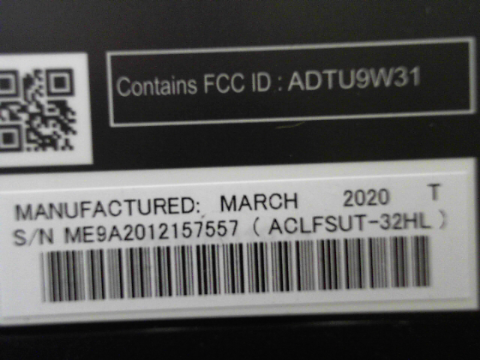 Contains FCC ID : ADTU9W31
MANUFACTURED: MARCH 2020 T
S/N ME9A2012157557 ( ACLFSUT-32HL )